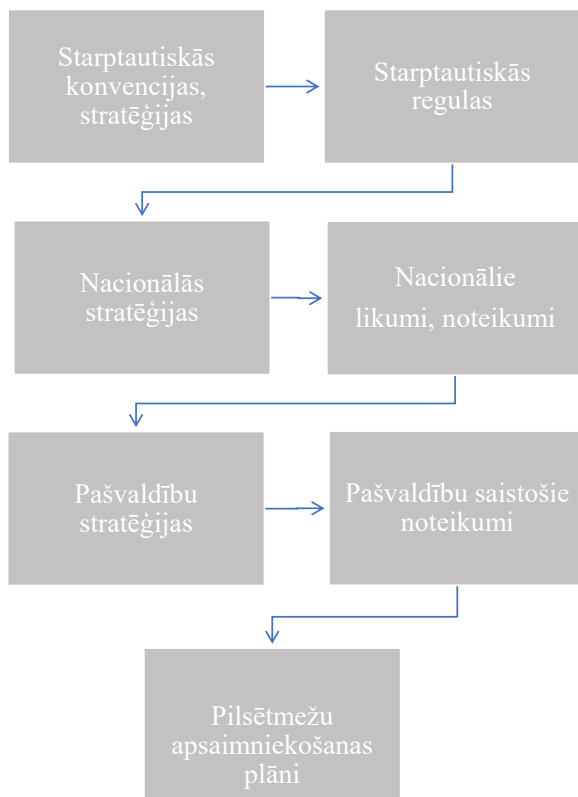 Starptautiskās
konvencijas,
stratēģijas
Starptautiskās
regulas
Nacionālās
stratēģijas
Nacionālie
likumi, noteikumi
Pašvaldību
stratēģijas
Pašvaldību saistošie
noteikumi
Pilsētmežu
apsaimniekošanas
plāni